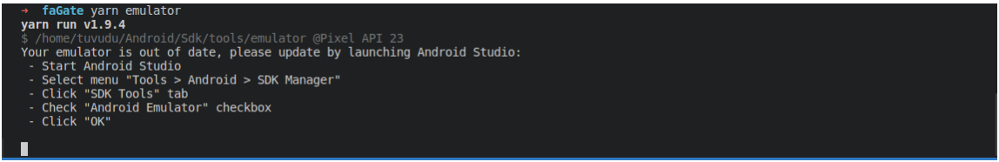 → faGate yarn emulator
yarn run v1.9.4
$ /home/tuvudu/Android/Sdk/tools/emulator @Pixel API 23
Your emulator is out of date, please update by launching Android Studio:
- Start Android Studio
- Select menu "Tools > Android > SDK Manager"
- Click "SDK Tools" tab
- Check "Android Emulator" checkbox
- Click "OK"